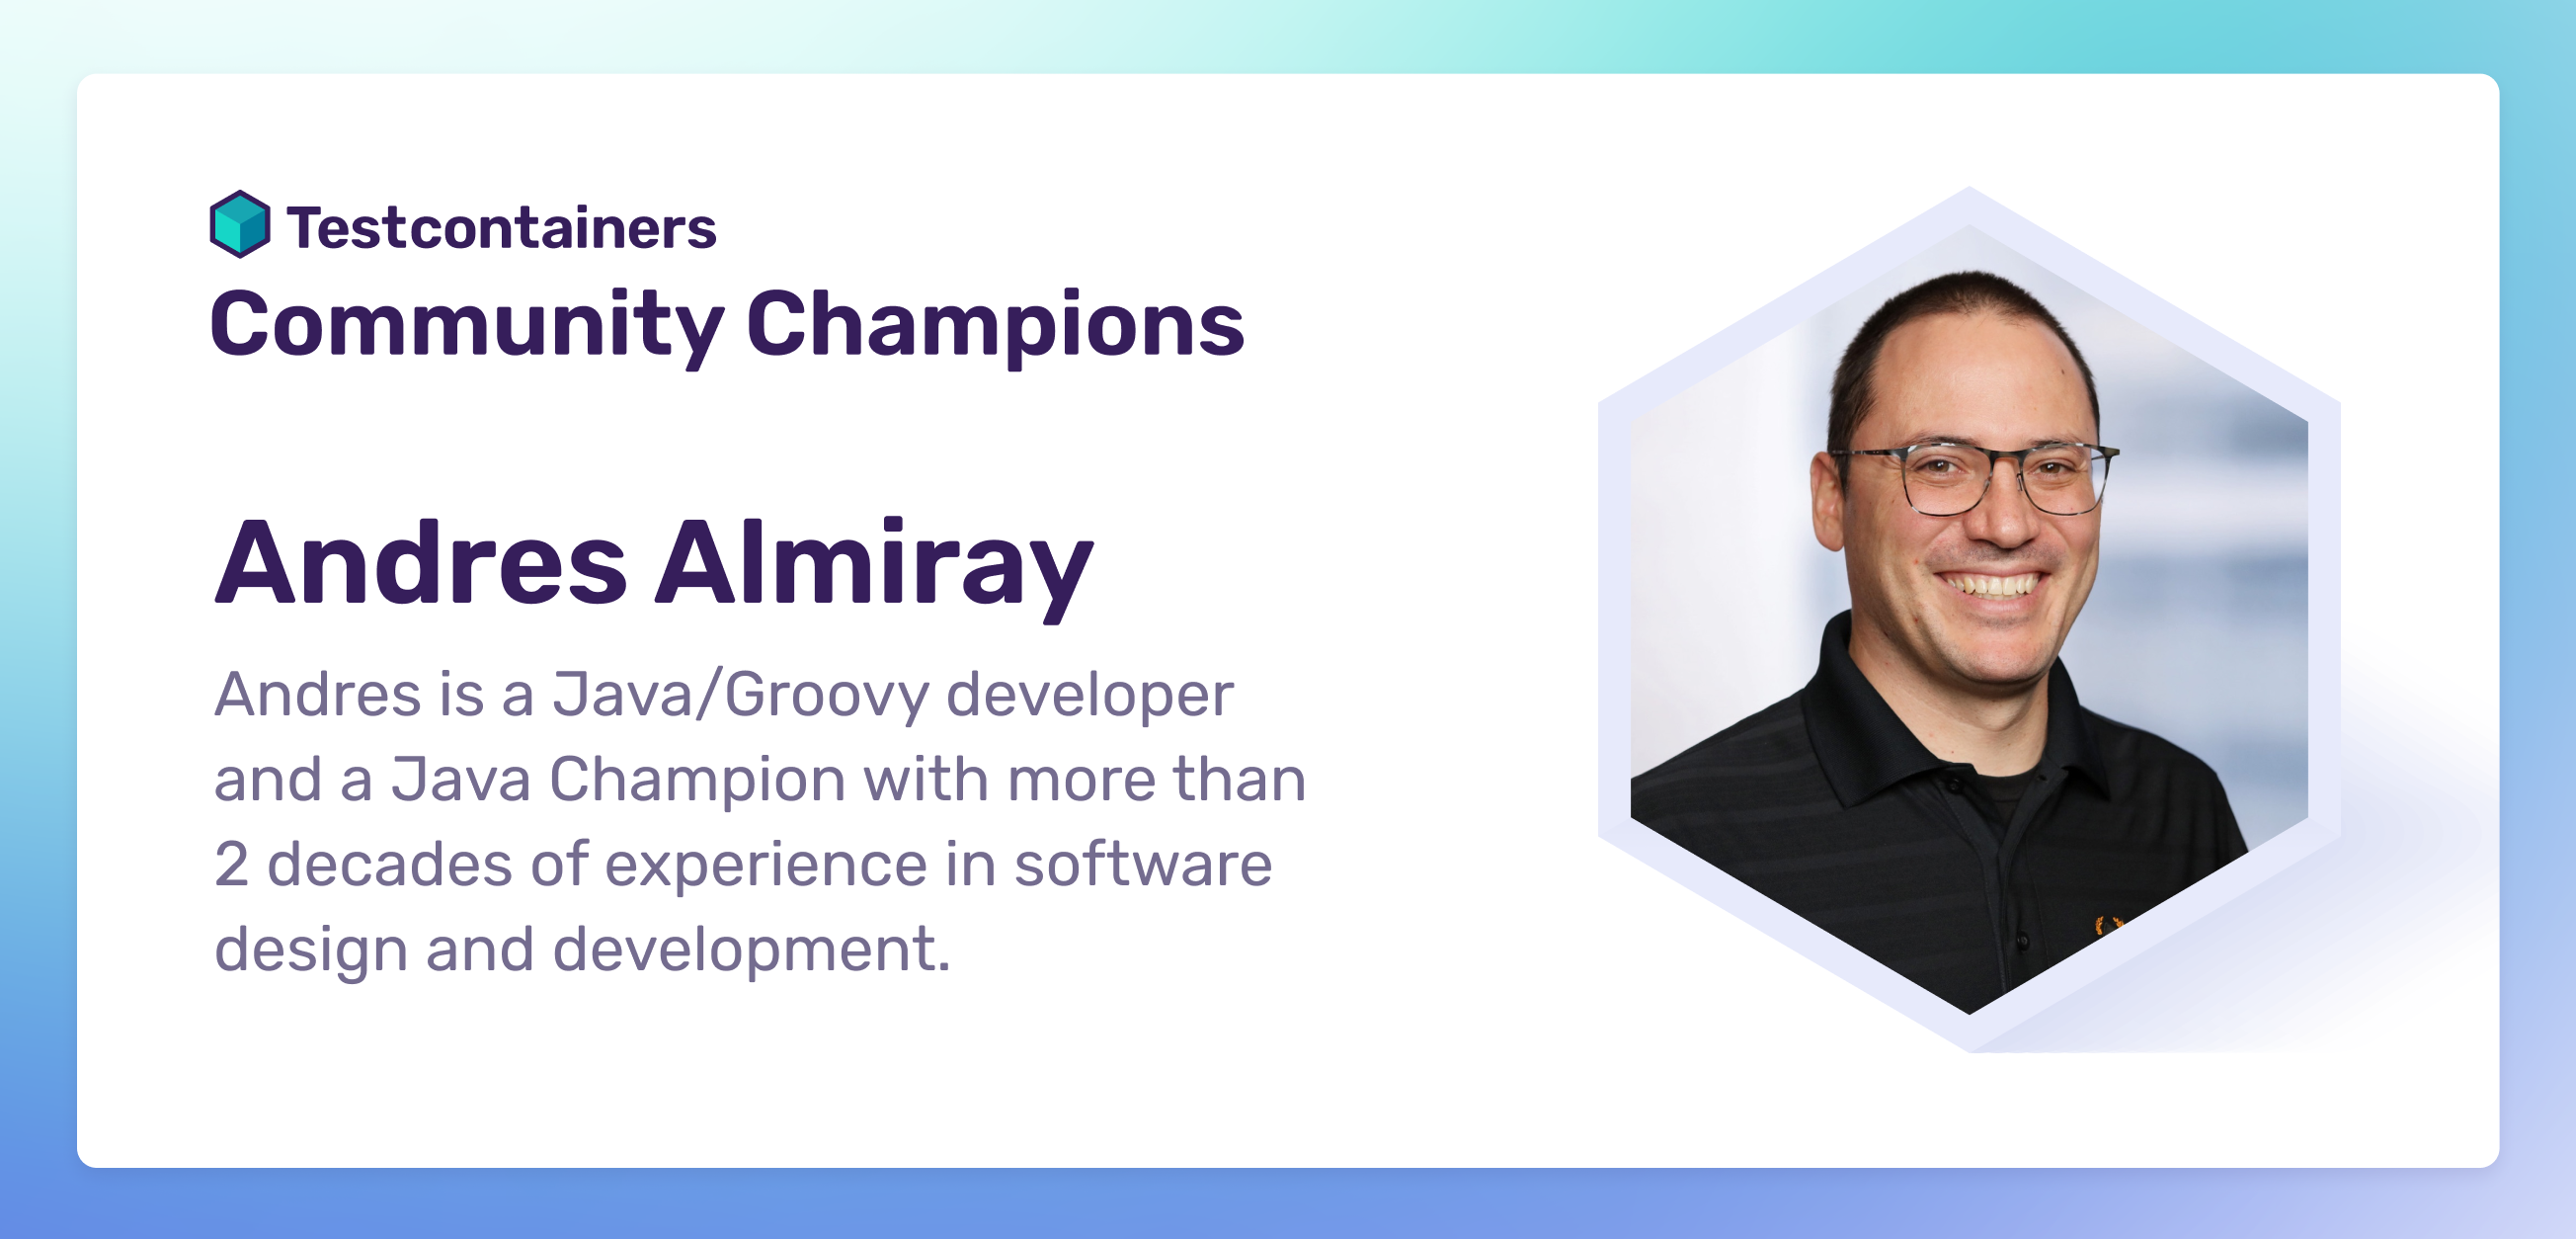 Testcontainers
Community Champions
Andres Almiray
Andres is a Java/Groovy developer
and a Java Champion with more than
2 decades of experience in software
design and development.